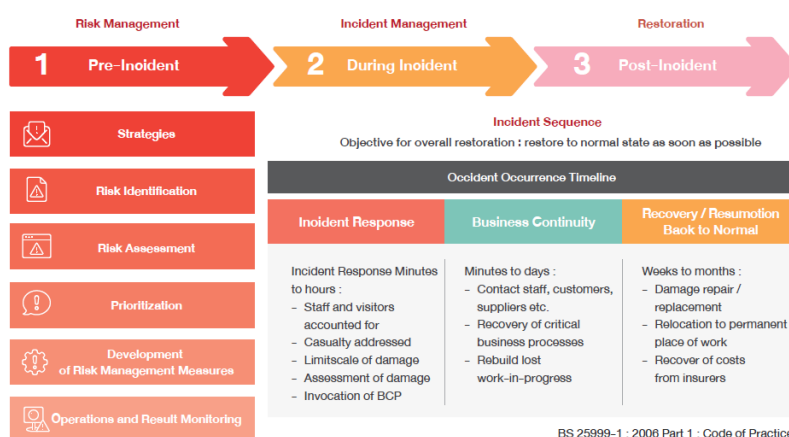 Risk Management
Incident Management
Restoration
1 Pre-Inoident
2 During Inoident
3 Post-Inoident
Strategies
Risk Identification
Risk Assessment
Prioritization
Development
of Risk Management Measures
Operations and Result Monitoring
Incident Sequence
Objective for overall restoration : restore to normal state as soon as possible
Occident Occurrence Timeline
Incident Response
Business Continuity
Recovery / Resumotion
Baok to Normal
Incident Response Minutes
to hours :
- Staff and visitors
accounted for
- Casualty addressed
- Limitscale of damage
- Assessment of damage
- Invocation of BCP
Minutes to days :
- Contact staff, customers,
suppliers etc.
- Recovery of critical
business processes
- Rebuild lost
work-in-progress
Weeks to months :
- Damage repair /
replacement
- Relocation to permanent
place of work
- Recover of costs
from insurers
BS 25999-1 : 2006 Part 1 : Code of Practice